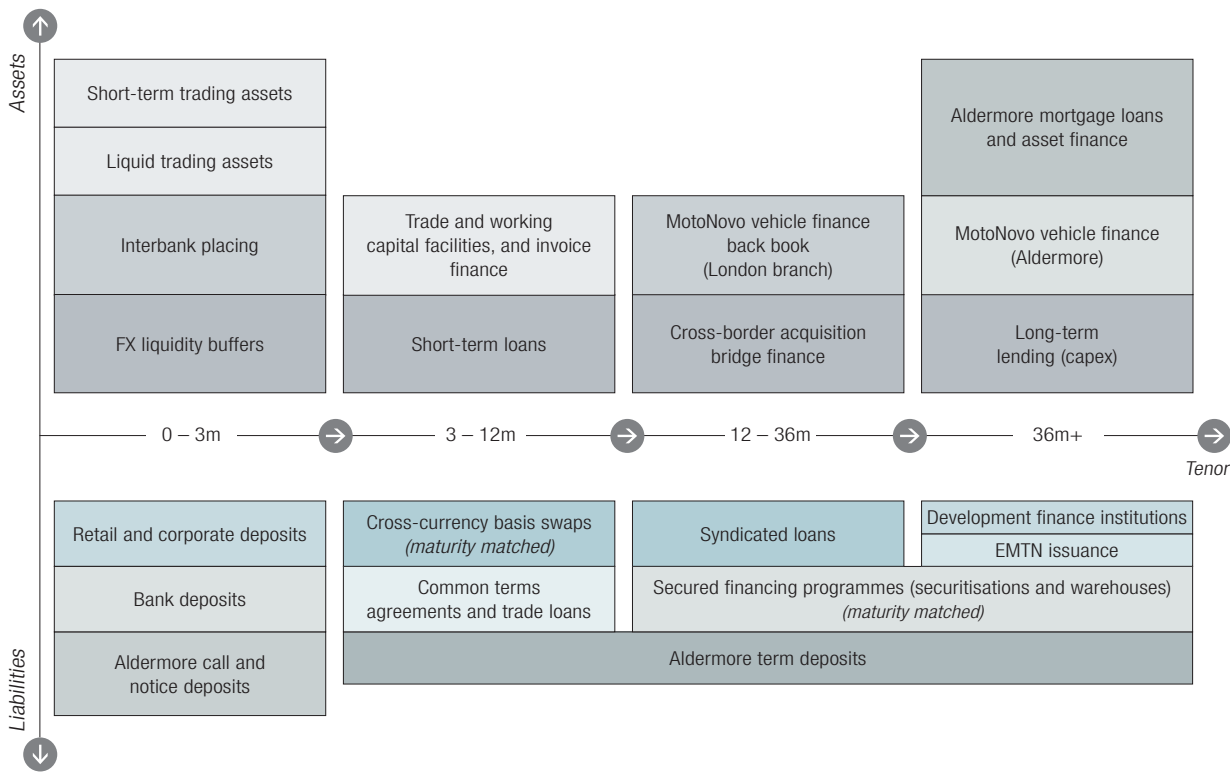 Assets
Short-term trading assets
Liquid trading assets
Interbank placing
FX liquidity buffers
Trade and working
capital facilities, and invoice
finance
Short-term loans
MotoNovo vehicle finance
back book
(London branch)
Cross-border acquisition
bridge finance
Aldermore mortgage loans
and asset finance
MotoNovo vehicle finance
(Aldermore)
Long-term
lending (capex)
0 – 3m
3 – 12m
12 – 36m
36m+
Tenor
Liabilities
Retail and corporate deposits
Bank deposits
Aldermore call and
notice deposits
Cross-currency basis swaps
(maturity matched)
Common terms
agreements and trade loans
Syndicated loans
Development finance institutions
EMTN issuance
Secured financing programmes (securitisations and warehouses)
(maturity matched)
Aldermore term deposits